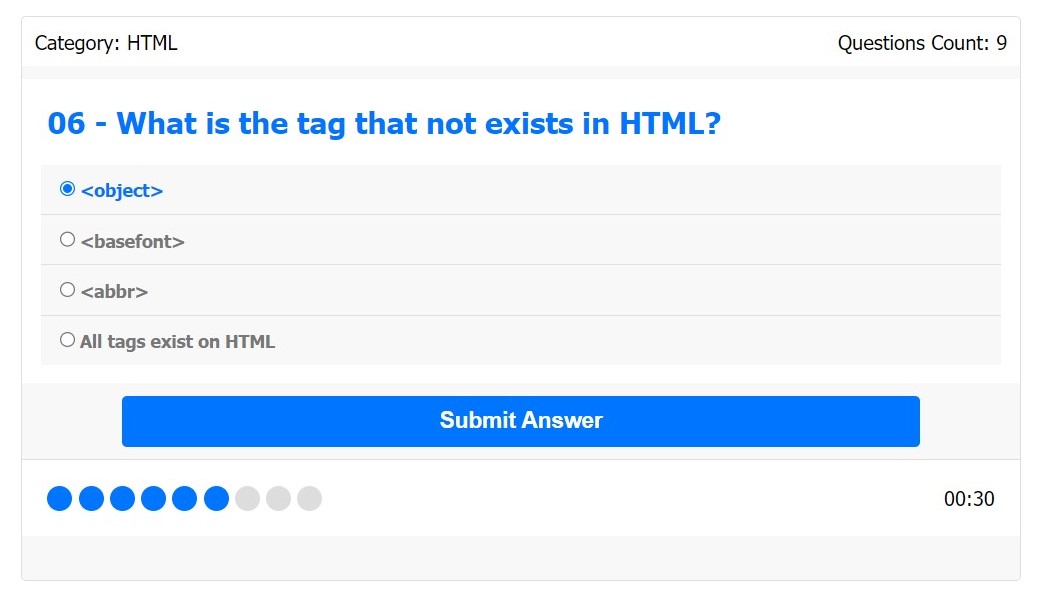 Category: HTML
Questions Count: 9
06 - What is the tag that not exists in HTML?
<object>
<basefont>
<abbr>
All tags exist on HTML
Submit Answer
00:30